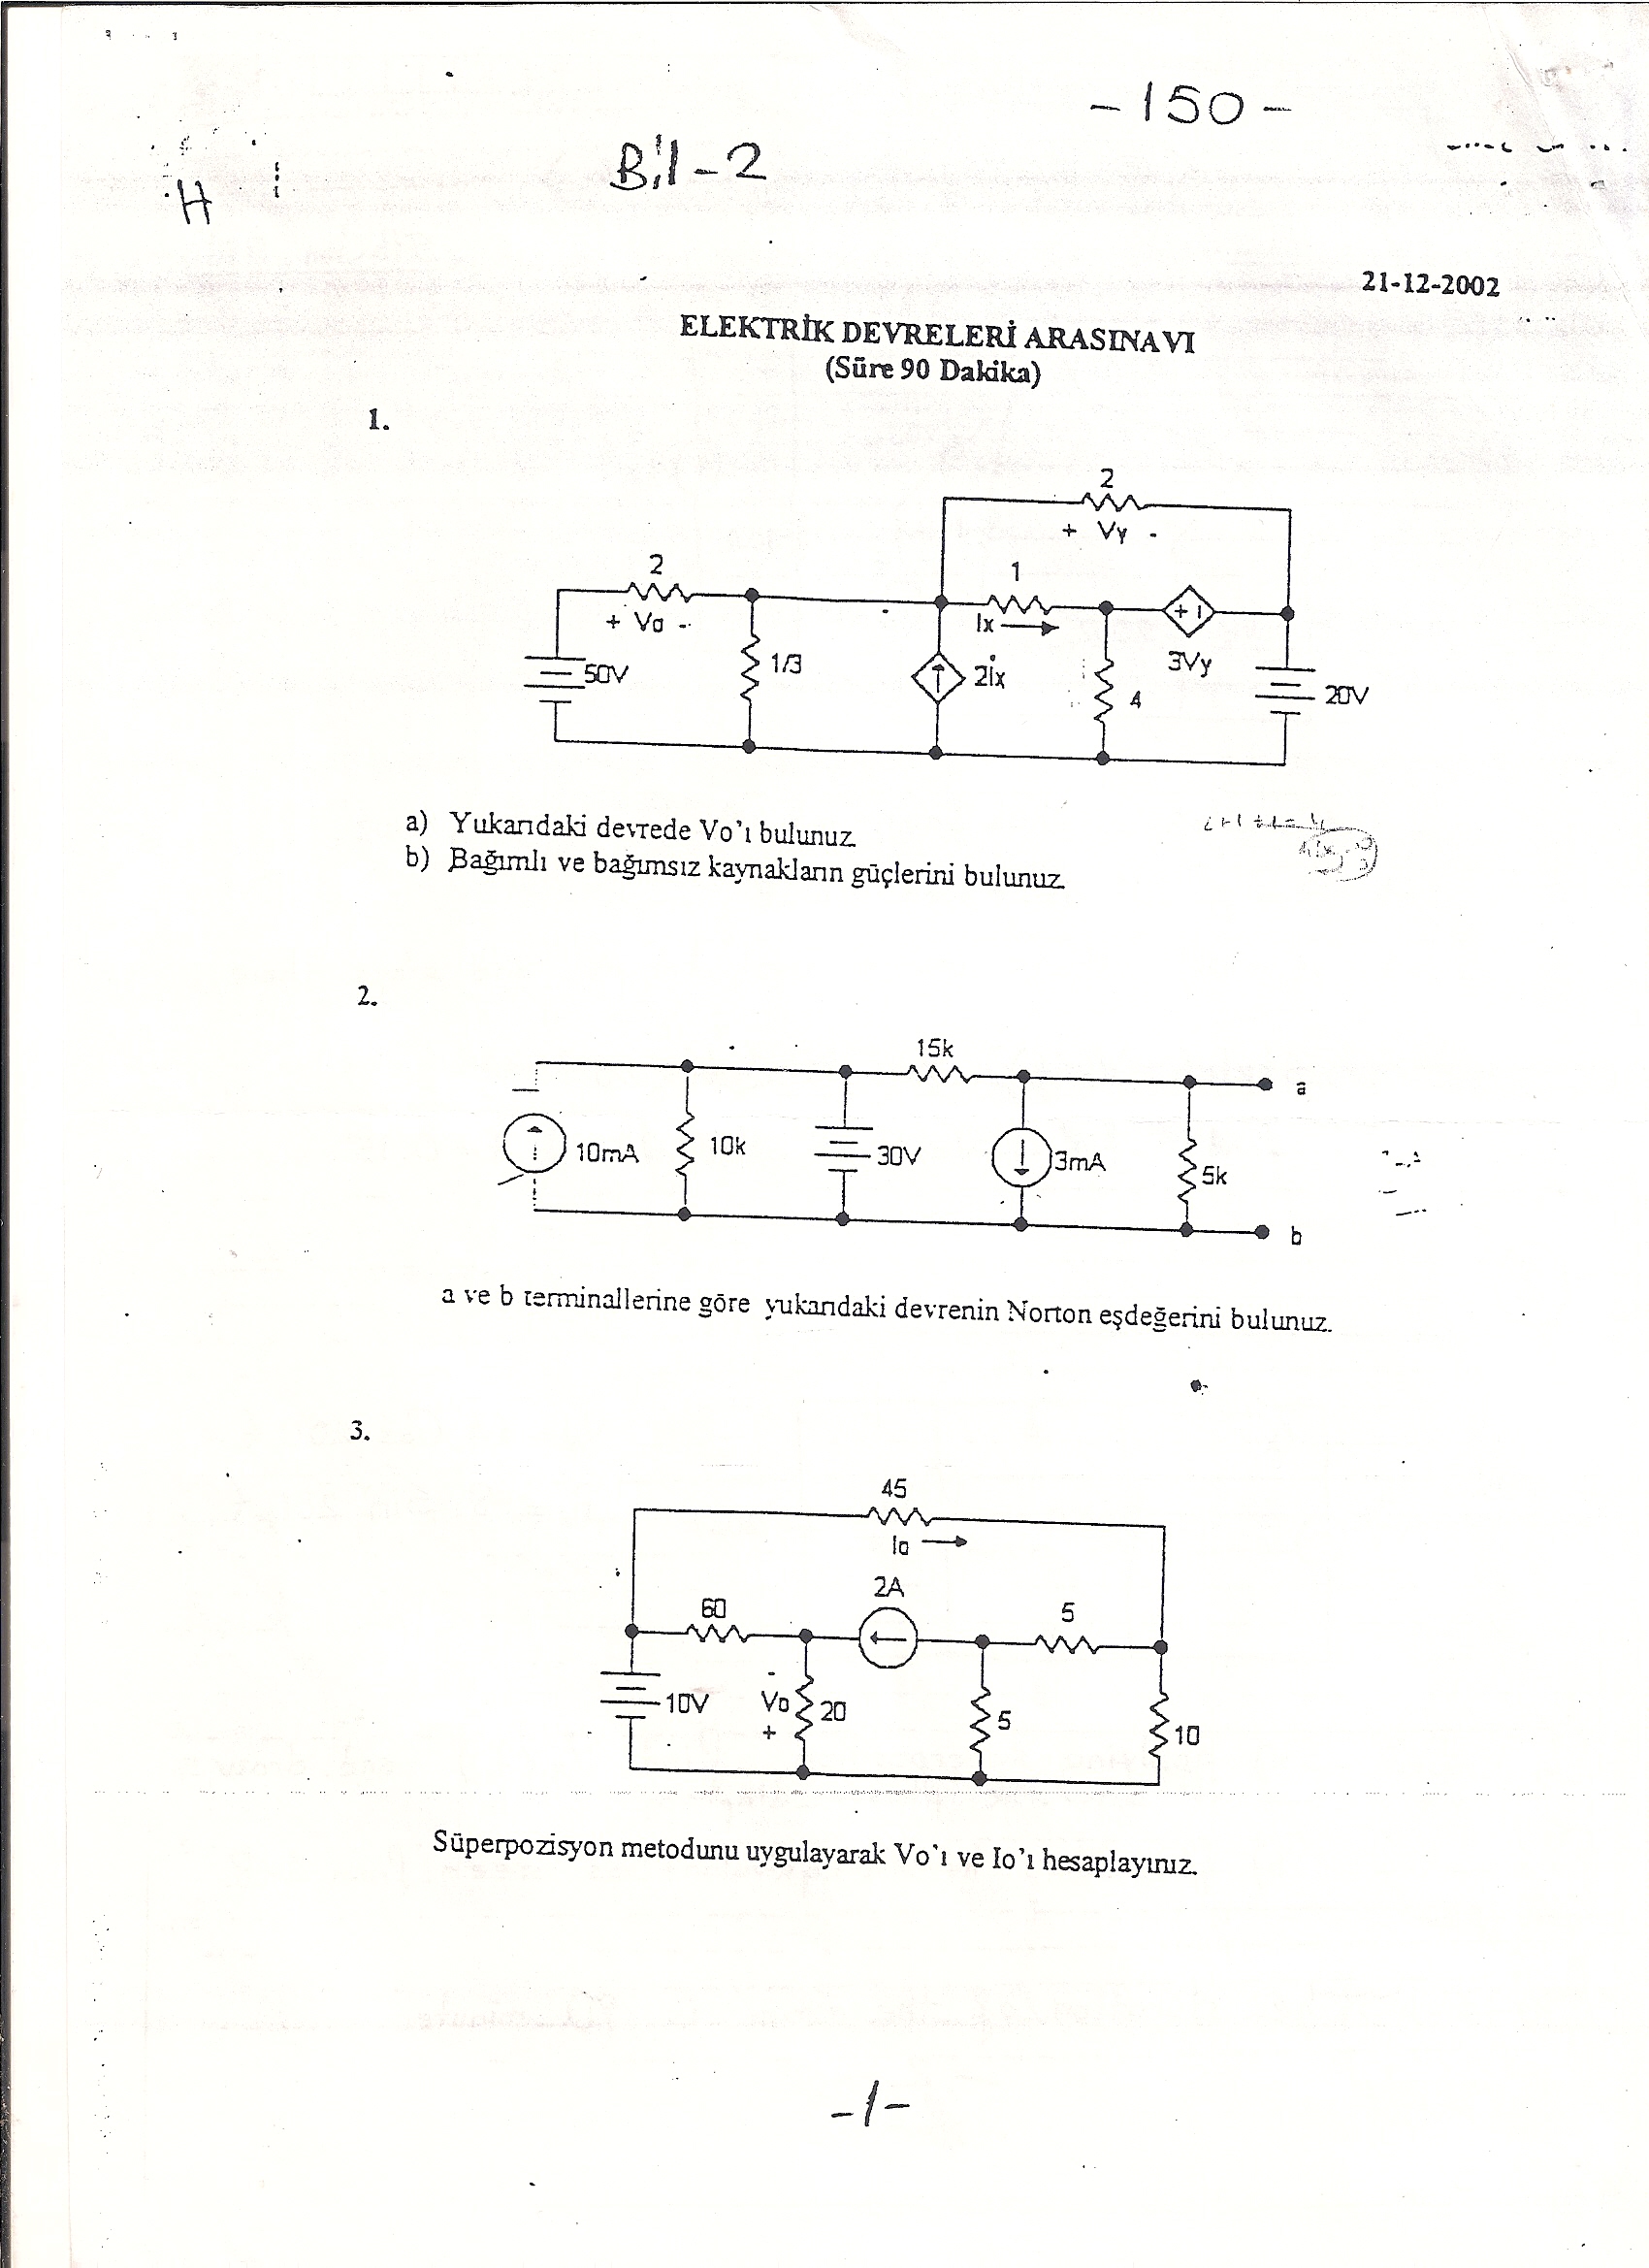 -150-
Bil-2
H
21-12-2002
ELEKTRİK DEVRELERİ ARASINAVI
(Süre 90 Dakika)
1.
2
+ Vy -
2
1
+ Vo -
Ix
+ -
50V
1/3
2ix
3Vy
4
20V
a) Yukarıdaki devrede Vo'ı bulunuz.
b) Bağımlı ve bağımsız kaynakların güçlerini bulunuz.
2.
15k
a
10mA
10k
30V
3mA
5k
b
a ve b terminallerine göre yukarıdaki devrenin Norton eşdeğerini bulunuz.
3.
45
Io
2A
60
5
-
10V
Vo
20
5
10
+
Süperpozisyon metodunu uygulayarak Vo'ı ve Io'ı hesaplayınız.
-1-